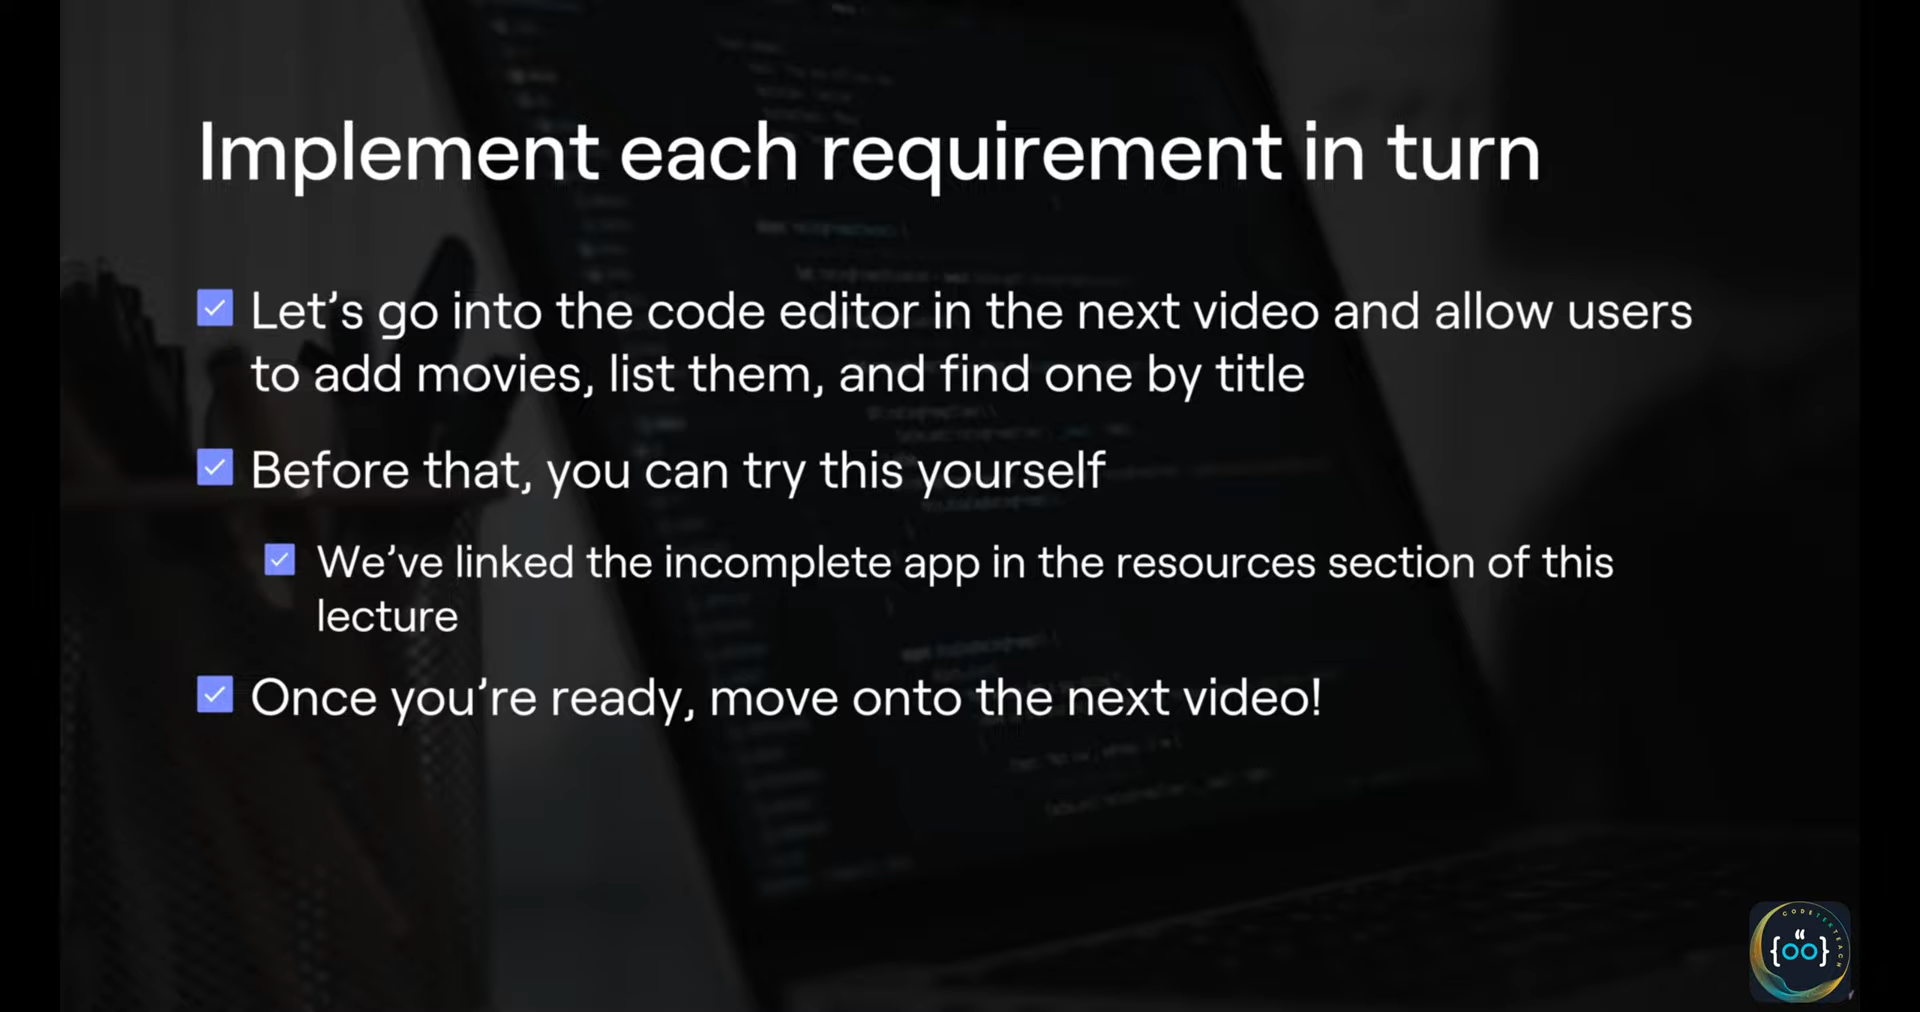 Implement each requirement in turn
Let’s go into the code editor in the next video and allow users
to add movies, list them, and find one by title
Before that, you can try this yourself
We’ve linked the incomplete app in the resources section of this
lecture
Once you’re ready, move onto the next video!
CODETEKTEACH
{oo}